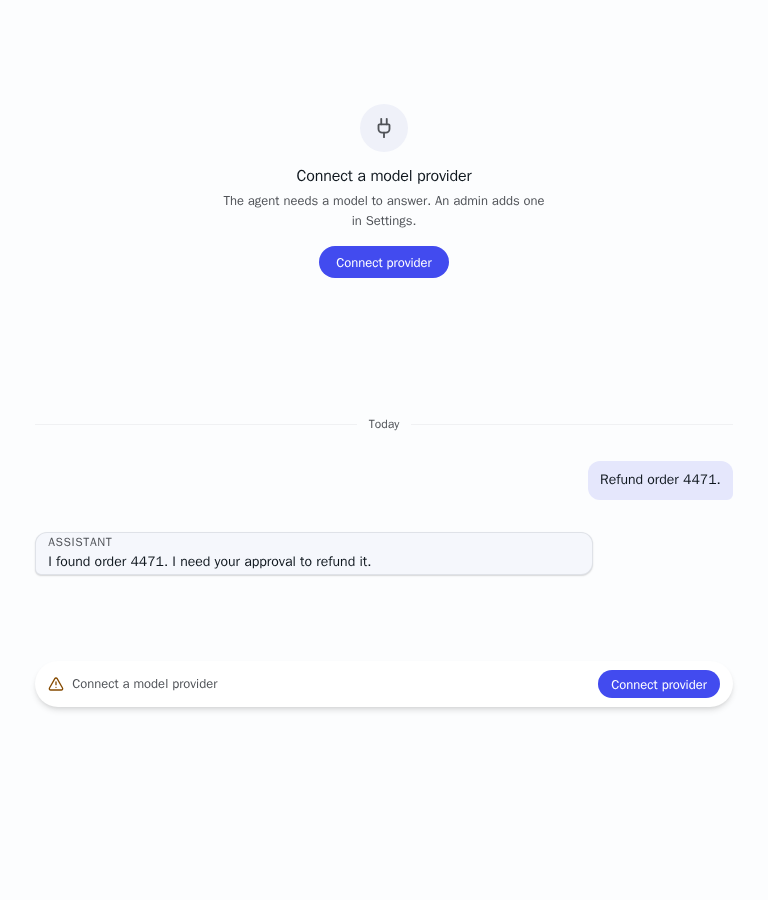 Connect a model provider
The agent needs a model to answer. An admin adds one
in Settings.
Connect provider
Today
Refund order 4471.
ASSISTANT
I found order 4471. I need your approval to refund it.
Connect a model provider
Connect provider